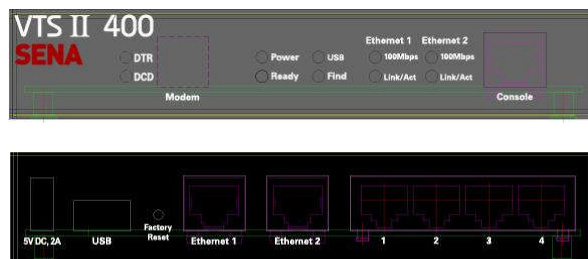 VTS II 400
SENA
Ethernet 1 Ethernet 2
DTR Power USB 100Mbps 100Mbps
DCD Ready Find Link/Act Link/Act
Modem Console
5V DC, 2A USB Factory Reset Ethernet 1 Ethernet 2 1 2 3 4